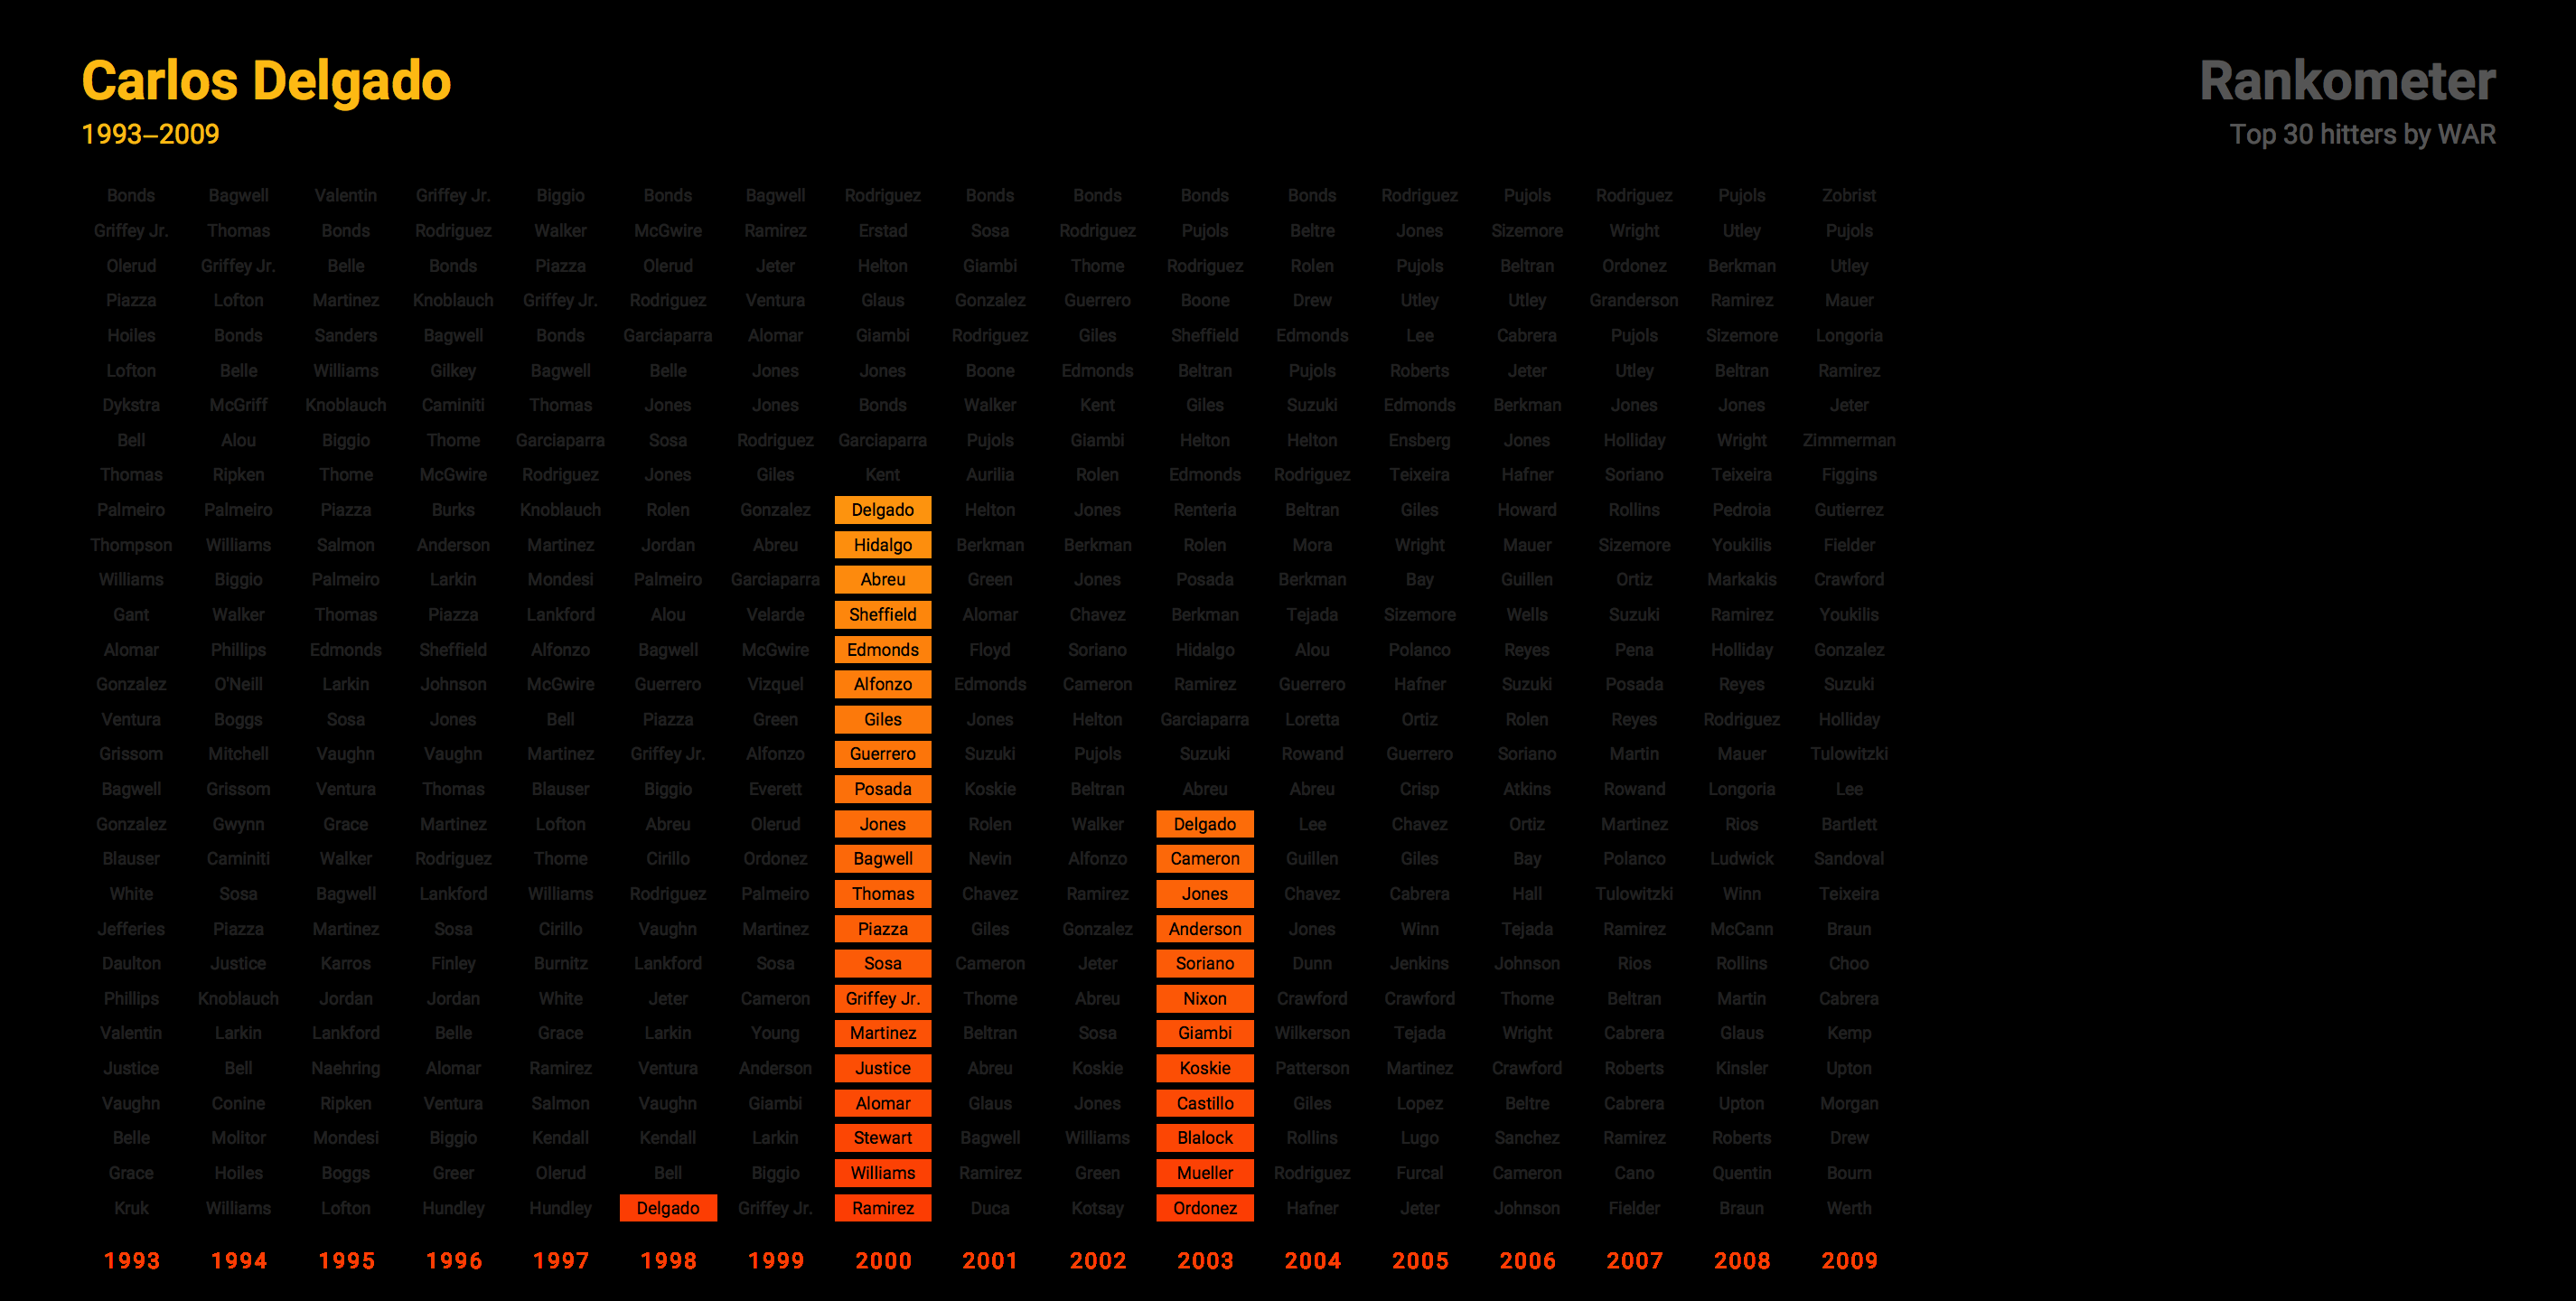 Carlos Delgado
1993–2009
Rankometer
Top 30 hitters by WAR
Bonds Bagwell Valentin Griffey Jr. Biggio Bonds Bagwell Rodriguez Bonds Bonds Bonds Bonds Rodriguez Pujols Rodriguez Pujols Zobrist
Griffey Jr. Thomas Bonds Rodriguez Walker McGwire Ramirez Erstad Sosa Rodriguez Pujols Beltre Jones Sizemore Wright Utley Pujols
Olerud Griffey Jr. Belle Bonds Piazza Olerud Jeter Helton Giambi Thome Rodriguez Rolen Pujols Beltran Ordonez Berkman Utley
Piazza Lofton Martinez Knoblauch Griffey Jr. Rodriguez Ventura Glaus Gonzalez Guerrero Boone Drew Utley Utley Granderson Ramirez Mauer
Hoiles Bonds Sanders Bagwell Bonds Garciaparra Alomar Giambi Rodriguez Giles Sheffield Edmonds Lee Cabrera Pujols Sizemore Longoria
Lofton Belle Williams Gilkey Bagwell Belle Jones Jones Boone Edmonds Beltran Pujols Roberts Jeter Utley Beltran Ramirez
Dykstra McGriff Knoblauch Caminiti Thomas Jones Jones Bonds Walker Kent Giles Suzuki Edmonds Berkman Jones Jones Jeter
Bell Alou Biggio Thome Garciaparra Sosa Rodriguez Garciaparra Pujols Giambi Helton Helton Ensberg Jones Holliday Wright Zimmerman
Thomas Ripken Thome McGwire Rodriguez Jones Giles Kent Aurilia Rolen Edmonds Rodriguez Teixeira Hafner Soriano Teixeira Figgins
Palmeiro Palmeiro Piazza Burks Knoblauch Rolen Gonzalez Delgado Helton Jones Renteria Beltran Giles Howard Rollins Pedroia Gutierrez
Thompson Williams Salmon Anderson Martinez Jordan Abreu Hidalgo Berkman Berkman Rolen Mora Wright Mauer Sizemore Youkilis Fielder
Williams Biggio Palmeiro Larkin Mondesi Palmeiro Garciaparra Abreu Green Jones Posada Berkman Bay Guillen Ortiz Markakis Crawford
Gant Walker Thomas Piazza Lankford Alou Velarde Sheffield Alomar Chavez Berkman Tejada Sizemore Wells Suzuki Ramirez Youkilis
Alomar Phillips Edmonds Sheffield Alfonzo Bagwell McGwire Edmonds Floyd Soriano Hidalgo Alou Polanco Reyes Pena Holliday Gonzalez
Gonzalez O'Neill Larkin Johnson McGwire Guerrero Vizquel Alfonzo Edmonds Cameron Ramirez Guerrero Hafner Suzuki Posada Reyes Suzuki
Ventura Boggs Sosa Jones Bell Piazza Green Giles Jones Helton Garciaparra Loretta Ortiz Rolen Reyes Rodriguez Holliday
Grissom Mitchell Vaughn Vaughn Martinez Griffey Jr. Alfonzo Guerrero Suzuki Pujols Suzuki Rowand Guerrero Soriano Martin Mauer Tulowitzki
Bagwell Grissom Ventura Thomas Blauser Biggio Everett Posada Koskie Beltran Abreu Abreu Crisp Atkins Rowand Longoria Lee
Gonzalez Gwynn Grace Martinez Lofton Abreu Olerud Jones Rolen Walker Delgado Lee Chavez Ortiz Martinez Rios Bartlett
Blauser Caminiti Walker Rodriguez Thome Cirillo Ordonez Bagwell Nevin Alfonzo Cameron Guillen Giles Bay Polanco Ludwick Sandoval
White Sosa Bagwell Lankford Williams Rodriguez Palmeiro Thomas Chavez Ramirez Jones Chavez Cabrera Hall Tulowitzki Winn Teixeira
Jefferies Piazza Martinez Sosa Cirillo Vaughn Martinez Piazza Giles Gonzalez Anderson Jones Winn Tejada Ramirez McCann Braun
Daulton Justice Karros Finley Burnitz Lankford Sosa Sosa Cameron Jeter Soriano Dunn Jenkins Johnson Rios Rollins Choo
Phillips Knoblauch Jordan Jordan White Jeter Cameron Griffey Jr. Thome Abreu Nixon Crawford Crawford Thome Beltran Martin Cabrera
Valentin Larkin Lankford Belle Grace Larkin Young Martinez Beltran Sosa Giambi Wilkerson Tejada Wright Cabrera Glaus Kemp
Justice Bell Naehring Alomar Ramirez Ventura Anderson Justice Abreu Koskie Koskie Patterson Martinez Crawford Roberts Kinsler Upton
Vaughn Conine Ripken Ventura Salmon Vaughn Giambi Alomar Glaus Jones Castillo Giles Lopez Beltre Cabrera Upton Morgan
Belle Molitor Mondesi Biggio Kendall Kendall Larkin Stewart Bagwell Williams Blalock Rollins Lugo Sanchez Ramirez Roberts Drew
Grace Hoiles Boggs Greer Olerud Bell Biggio Williams Ramirez Green Mueller Rodriguez Furcal Cameron Cano Quentin Bourn
Kruk Williams Lofton Hundley Hundley Delgado Griffey Jr. Ramirez Duca Kotsay Ordonez Hafner Jeter Johnson Fielder Braun Werth
1993 1994 1995 1996 1997 1998 1999 2000 2001 2002 2003 2004 2005 2006 2007 2008 2009